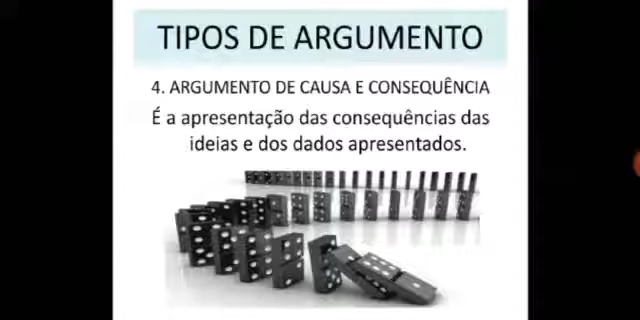 TIPOS DE ARGUMENTO
4. ARGUMENTO DE CAUSA E CONSEQUÊNCIA
É a apresentação das consequências das
ideias e dos dados apresentados.